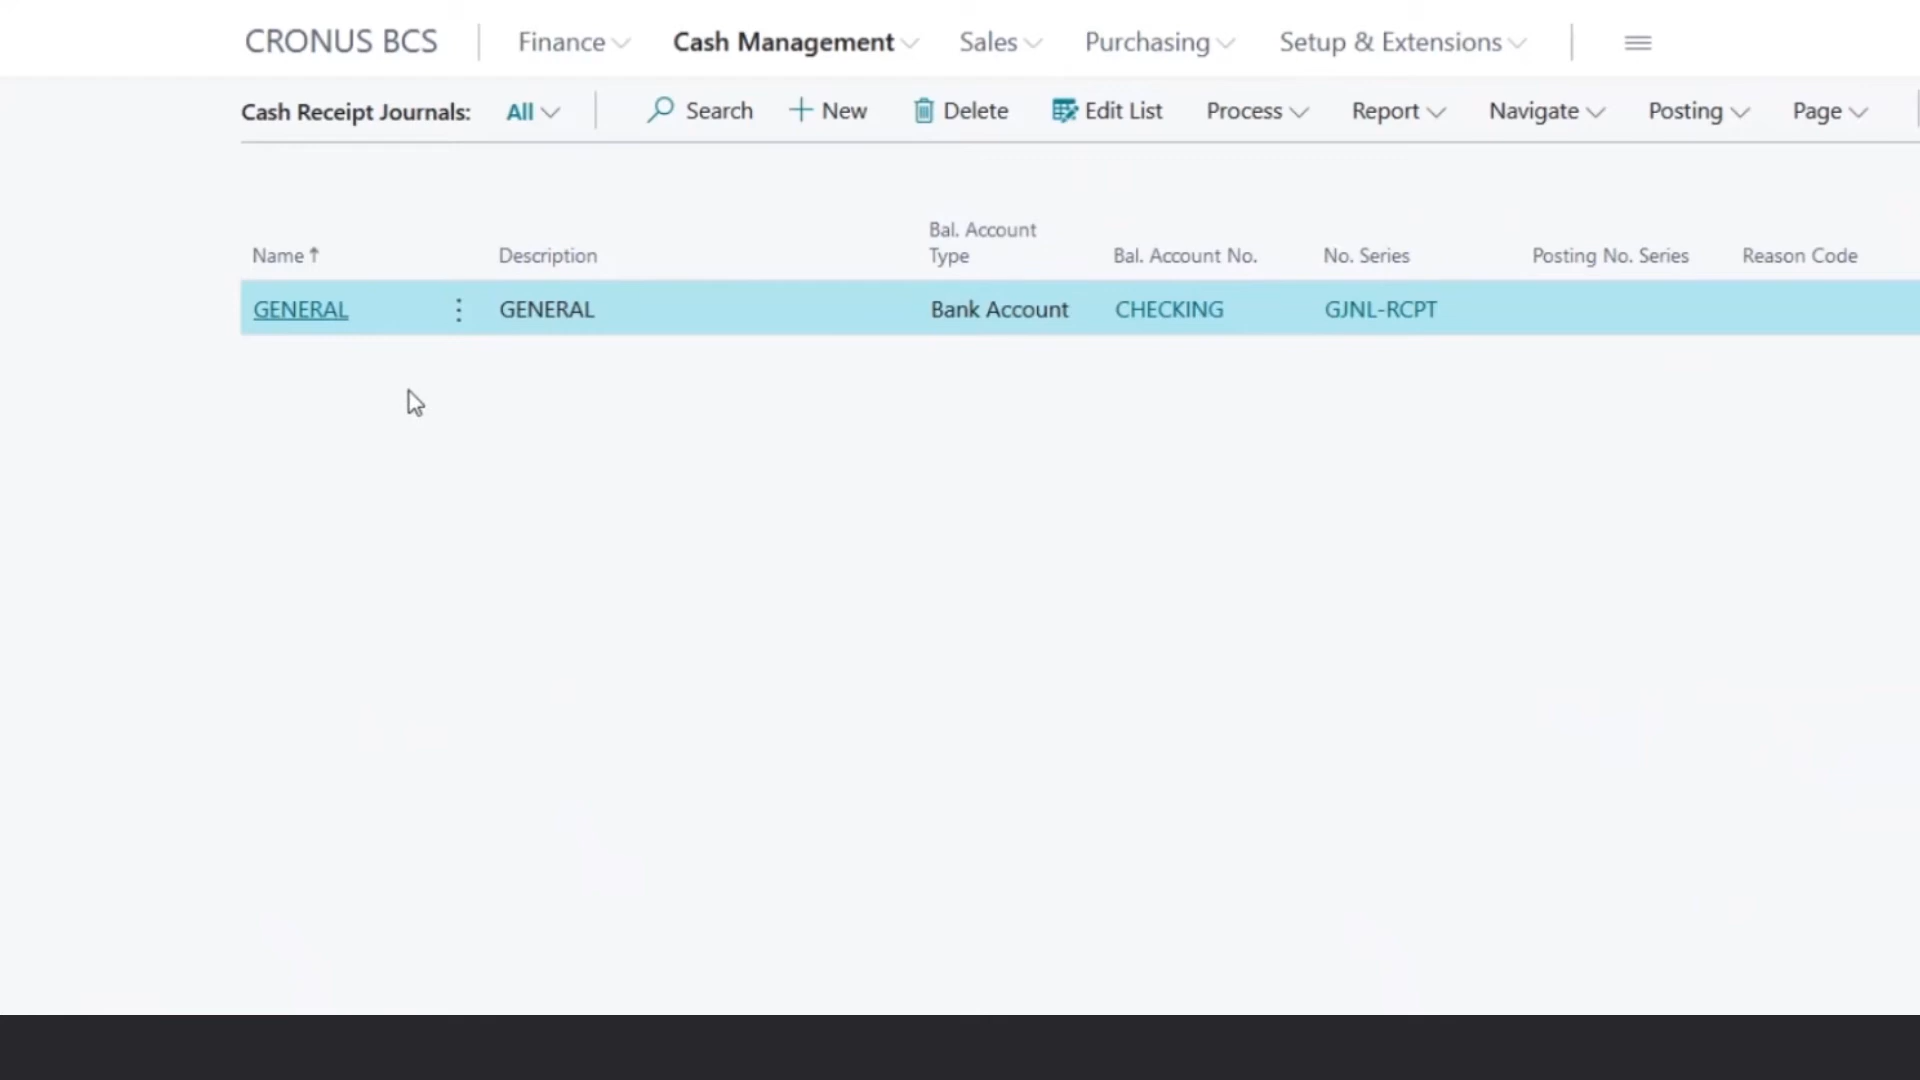 CRONUS BCS Finance Cash Management Sales Purchasing Setup & Extensions
Cash Receipt Journals: All Search New Delete Edit List Process Report Navigate Posting Page
Name Description Bal. Account Type Bal. Account No. No. Series Posting No. Series Reason Code
GENERAL GENERAL Bank Account CHECKING GJNL-RCPT